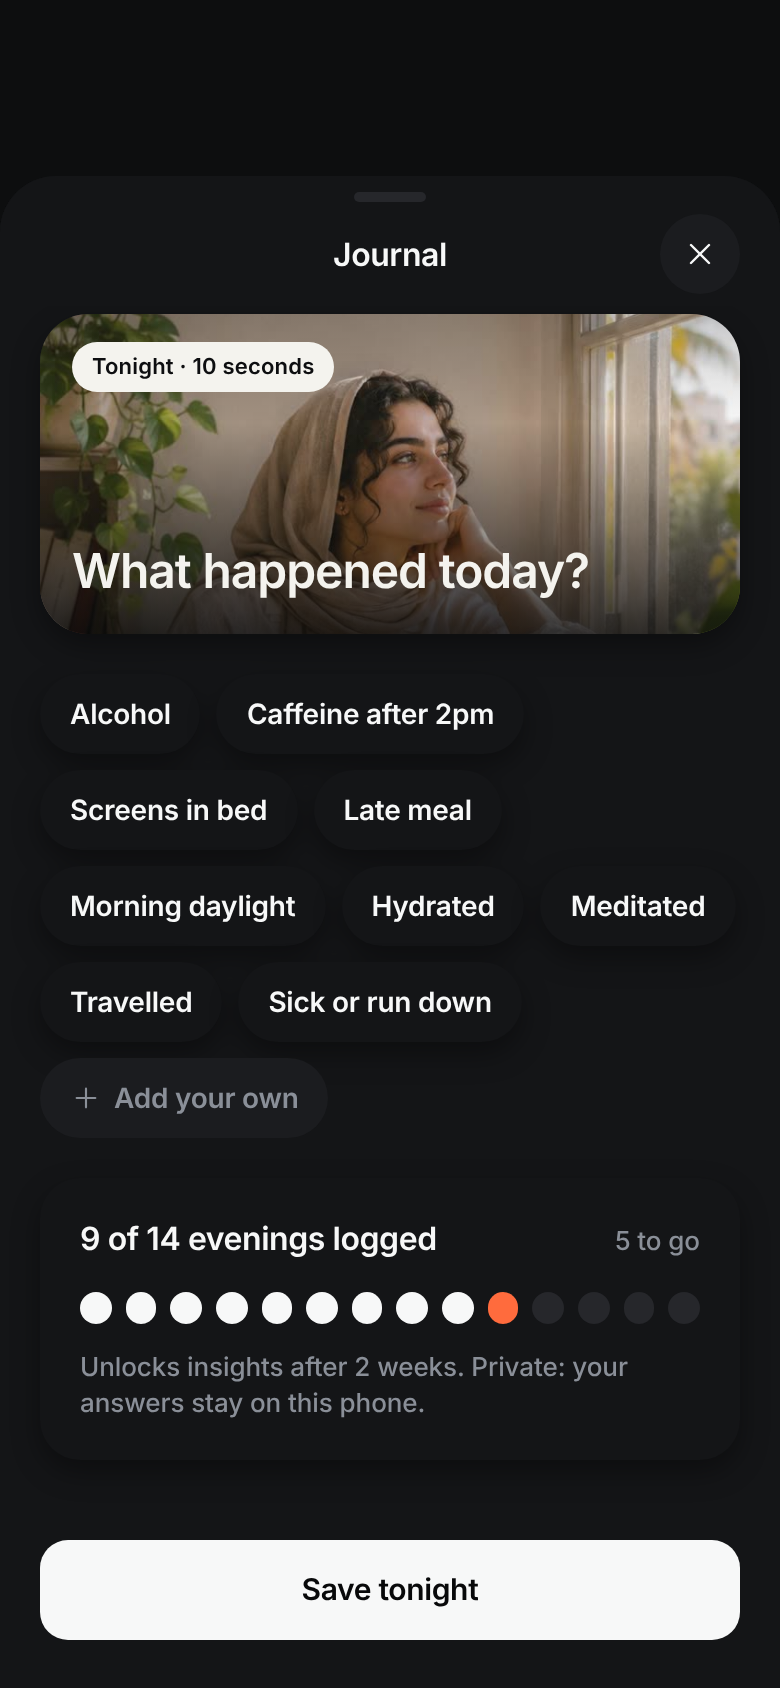 Journal
Tonight · 10 seconds
What happened today?
Alcohol
Caffeine after 2pm
Screens in bed
Late meal
Morning daylight
Hydrated
Meditated
Travelled
Sick or run down
Add your own
9 of 14 evenings logged
5 to go
Unlocks insights after 2 weeks. Private: your
answers stay on this phone.
Save tonight